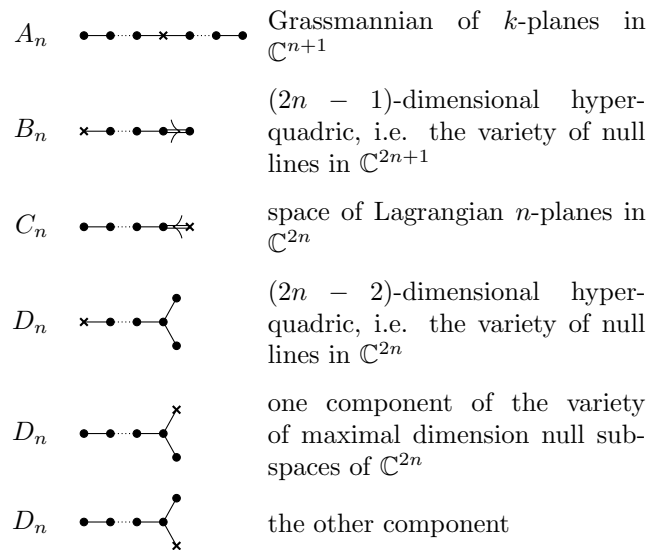 A_n
Grassmannian of k-planes in
ℂ^{n+1}
B_n
(2n − 1)-dimensional hyper-
quadric, i.e. the variety of null
lines in ℂ^{2n+1}
C_n
space of Lagrangian n-planes in
ℂ^{2n}
D_n
(2n − 2)-dimensional hyper-
quadric, i.e. the variety of null
lines in ℂ^{2n}
D_n
one component of the variety
of maximal dimension null sub-
spaces of ℂ^{2n}
D_n
the other component